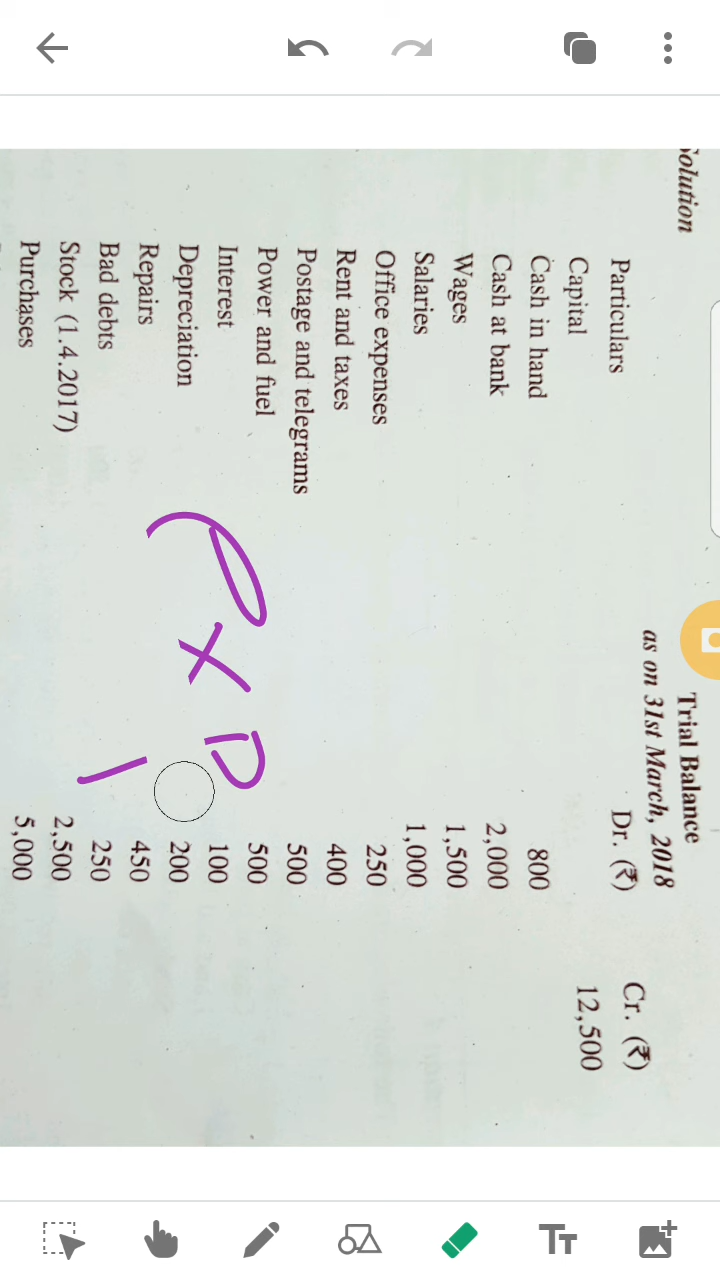 Solution
Trial Balance
as on 31st March, 2018
Particulars Dr. (₹) Cr. (₹)
Capital 12,500
Cash in hand 800
Cash at bank 2,000
Wages 1,500
Salaries 1,000
Office expenses 250
Rent and taxes 400
Postage and telegrams 500
Power and fuel 500
Interest 100
Depreciation 200
Repairs 450
Bad debts 250
Stock (1.4.2017) 2,500
Purchases 5,000